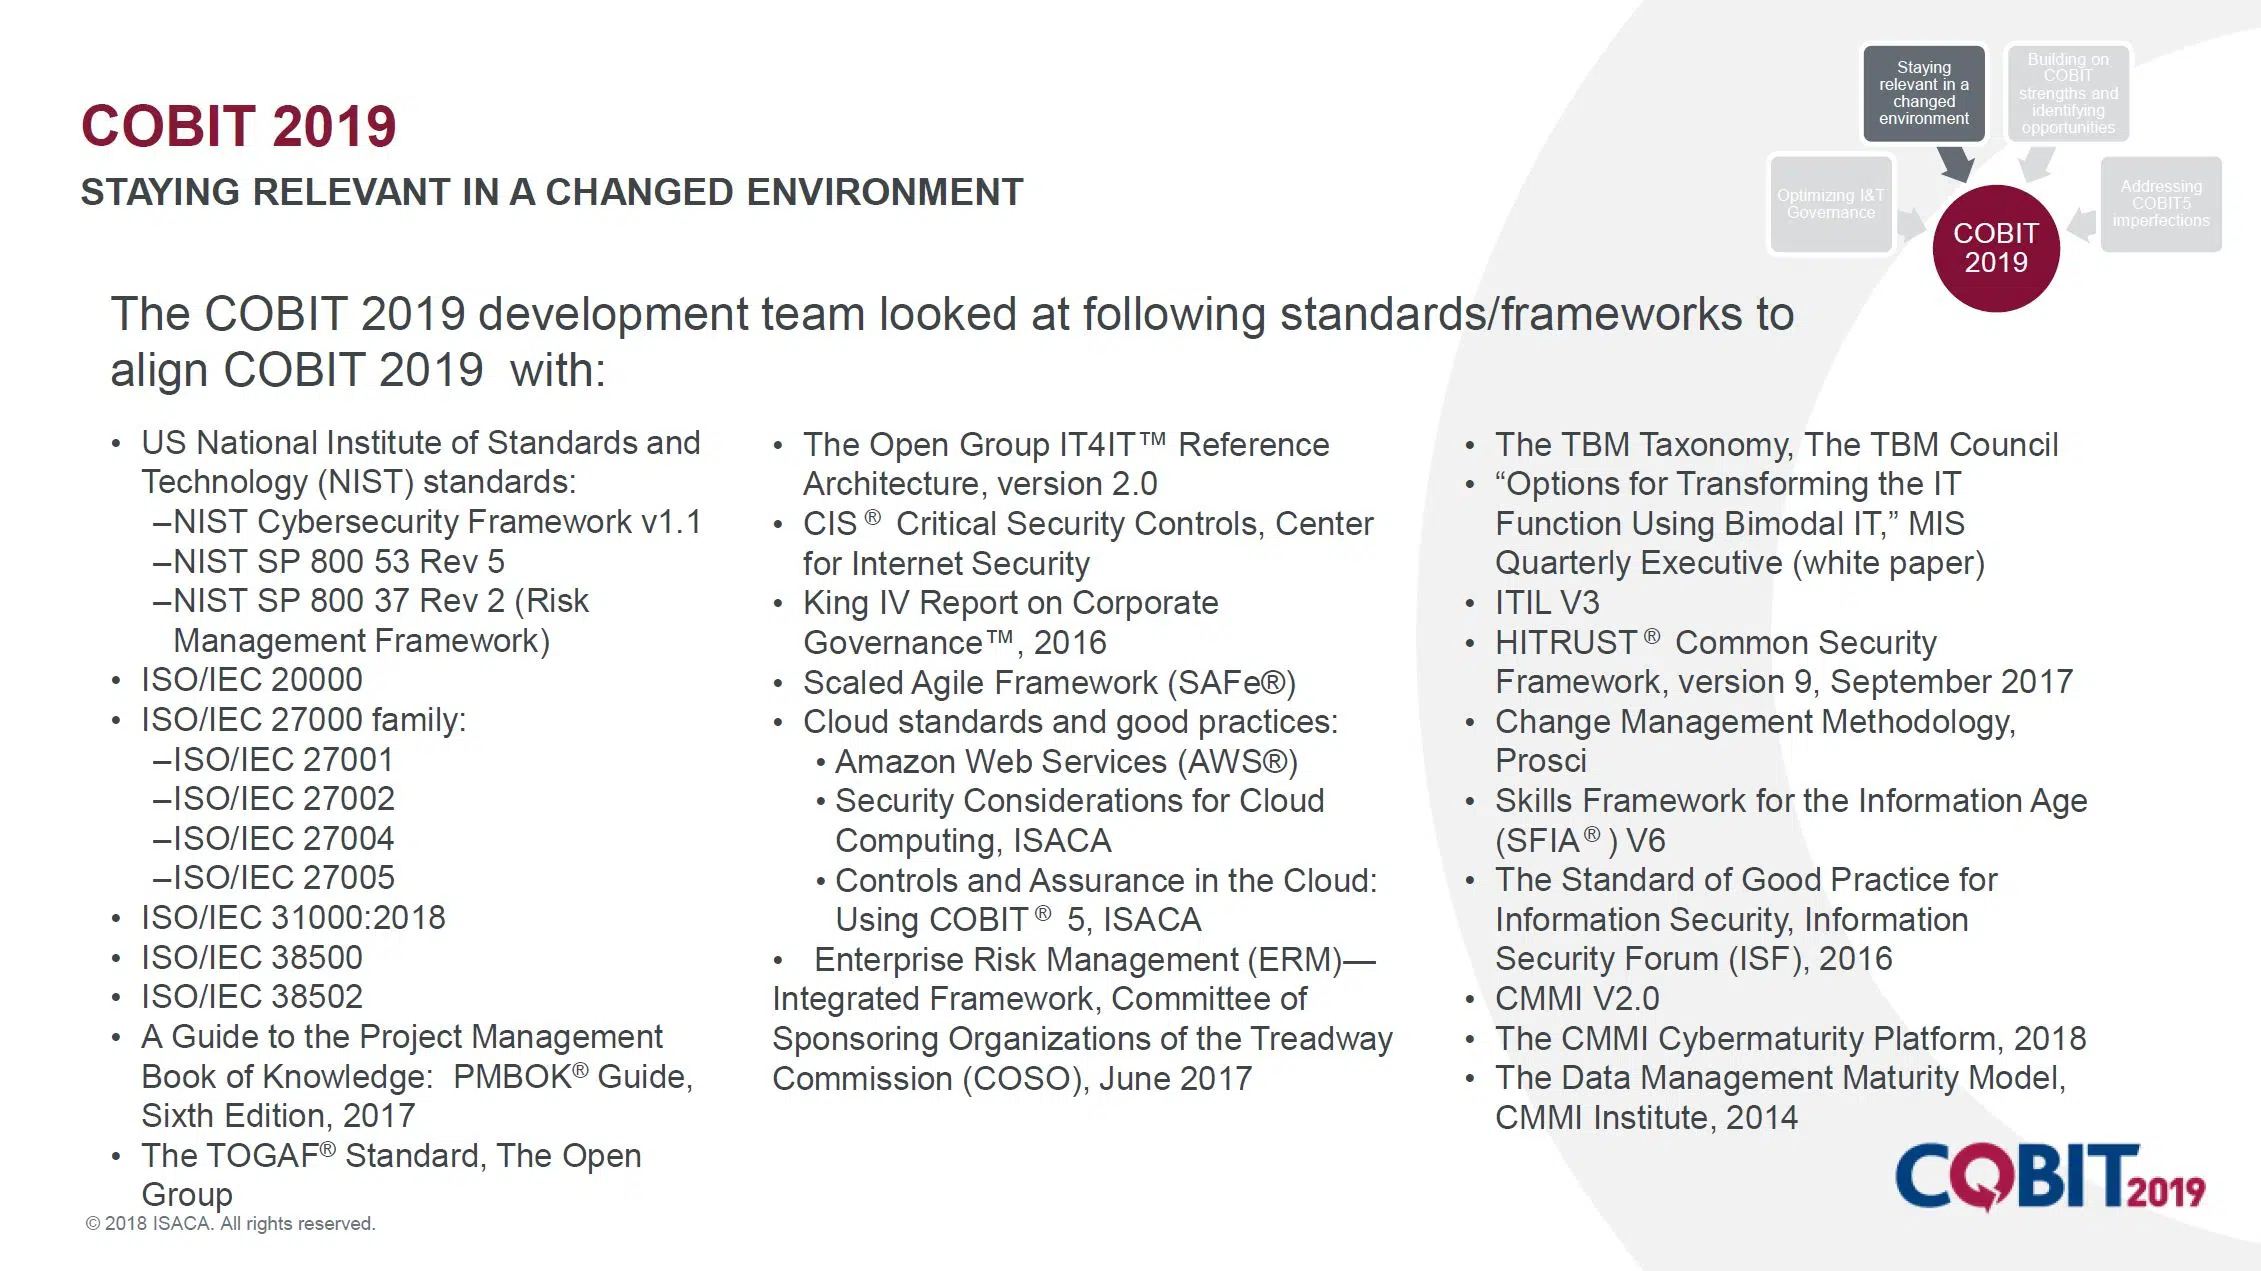 COBIT 2019
STAYING RELEVANT IN A CHANGED ENVIRONMENT
Staying
relevant in a
changed
environment
Building on
COBIT
strengths and
identifying
opportunities
Optimizing I&T
Governance
Addressing
COBIT5
imperfections
COBIT
2019
The COBIT 2019 development team looked at following standards/frameworks to
align COBIT 2019 with:
• US National Institute of Standards and
Technology (NIST) standards:
–NIST Cybersecurity Framework v1.1
–NIST SP 800 53 Rev 5
–NIST SP 800 37 Rev 2 (Risk
Management Framework)
• ISO/IEC 20000
• ISO/IEC 27000 family:
–ISO/IEC 27001
–ISO/IEC 27002
–ISO/IEC 27004
–ISO/IEC 27005
• ISO/IEC 31000:2018
• ISO/IEC 38500
• ISO/IEC 38502
• A Guide to the Project Management
Book of Knowledge: PMBOK® Guide,
Sixth Edition, 2017
• The TOGAF® Standard, The Open
Group
• The Open Group IT4IT™ Reference
Architecture, version 2.0
• CIS® Critical Security Controls, Center
for Internet Security
• King IV Report on Corporate
Governance™, 2016
• Scaled Agile Framework (SAFe®)
• Cloud standards and good practices:
• Amazon Web Services (AWS®)
• Security Considerations for Cloud
Computing, ISACA
• Controls and Assurance in the Cloud:
Using COBIT® 5, ISACA
• Enterprise Risk Management (ERM)—
Integrated Framework, Committee of
Sponsoring Organizations of the Treadway
Commission (COSO), June 2017
• The TBM Taxonomy, The TBM Council
• “Options for Transforming the IT
Function Using Bimodal IT,” MIS
Quarterly Executive (white paper)
• ITIL V3
• HITRUST® Common Security
Framework, version 9, September 2017
• Change Management Methodology,
Prosci
• Skills Framework for the Information Age
(SFIA®) V6
• The Standard of Good Practice for
Information Security, Information
Security Forum (ISF), 2016
• CMMI V2.0
• The CMMI Cybermaturity Platform, 2018
• The Data Management Maturity Model,
CMMI Institute, 2014
© 2018 ISACA. All rights reserved.
COBIT 2019